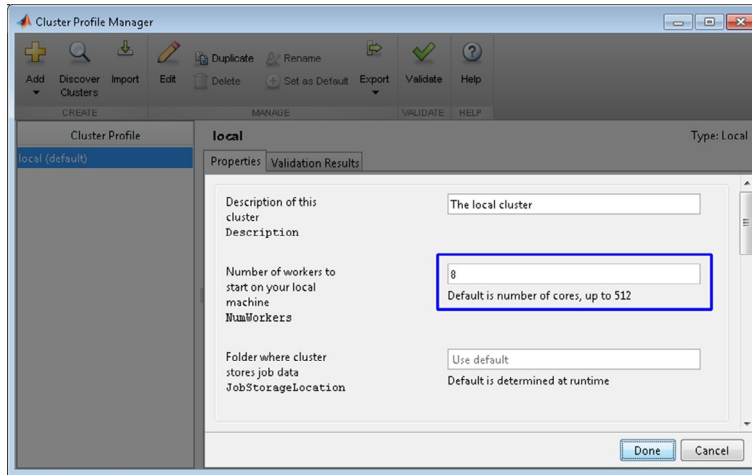 Cluster Profile Manager
Add
Discover
Clusters
Import
Edit
Duplicate
Delete
Rename
Set as Default
Export
Validate
Help
CREATE
MANAGE
VALIDATE
HELP
Cluster Profile
local (default)
local
Type: Local
Properties
Validation Results
Description of this
cluster
Description
The local cluster
Number of workers to
start on your local
machine
NumWorkers
8
Default is number of cores, up to 512
Folder where cluster
stores job data
JobStorageLocation
Use default
Default is determined at runtime
Done
Cancel